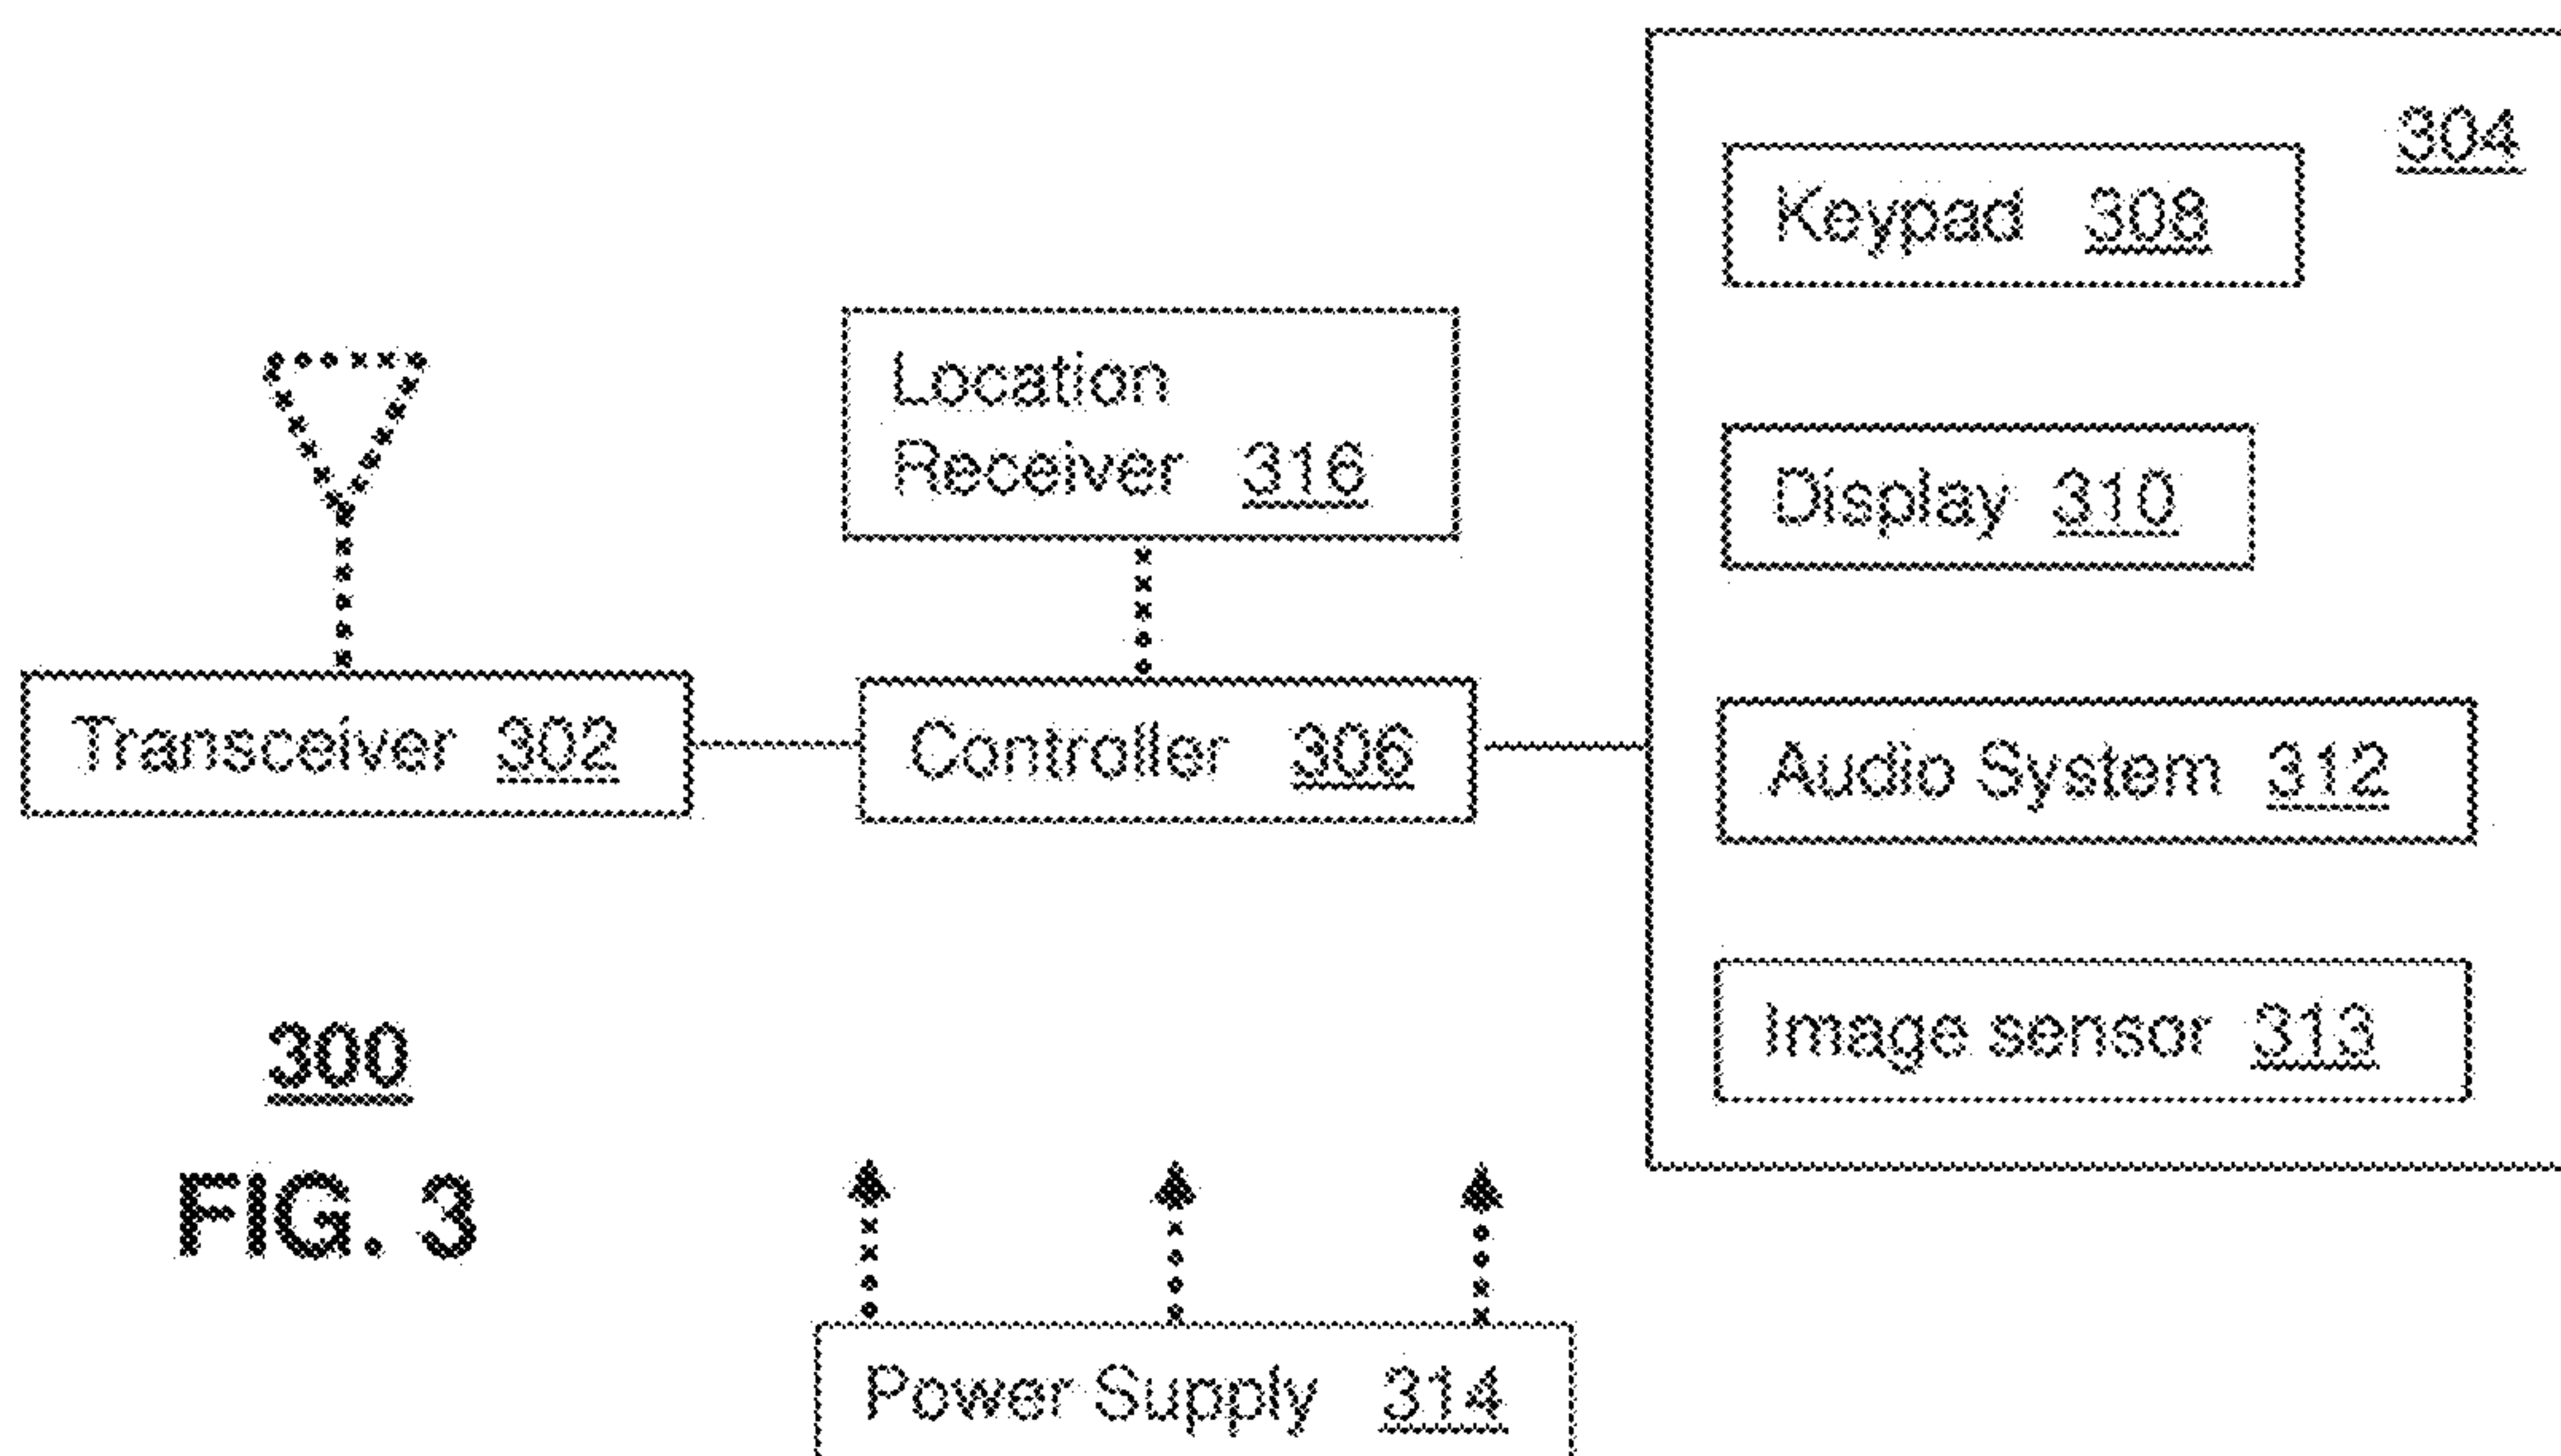 304
Keypad 308
Location
Receiver 316
Display 310
Transceiver 302
Controller 306
Audio System 312
Image sensor 313
300
FIG. 3
Power Supply 314